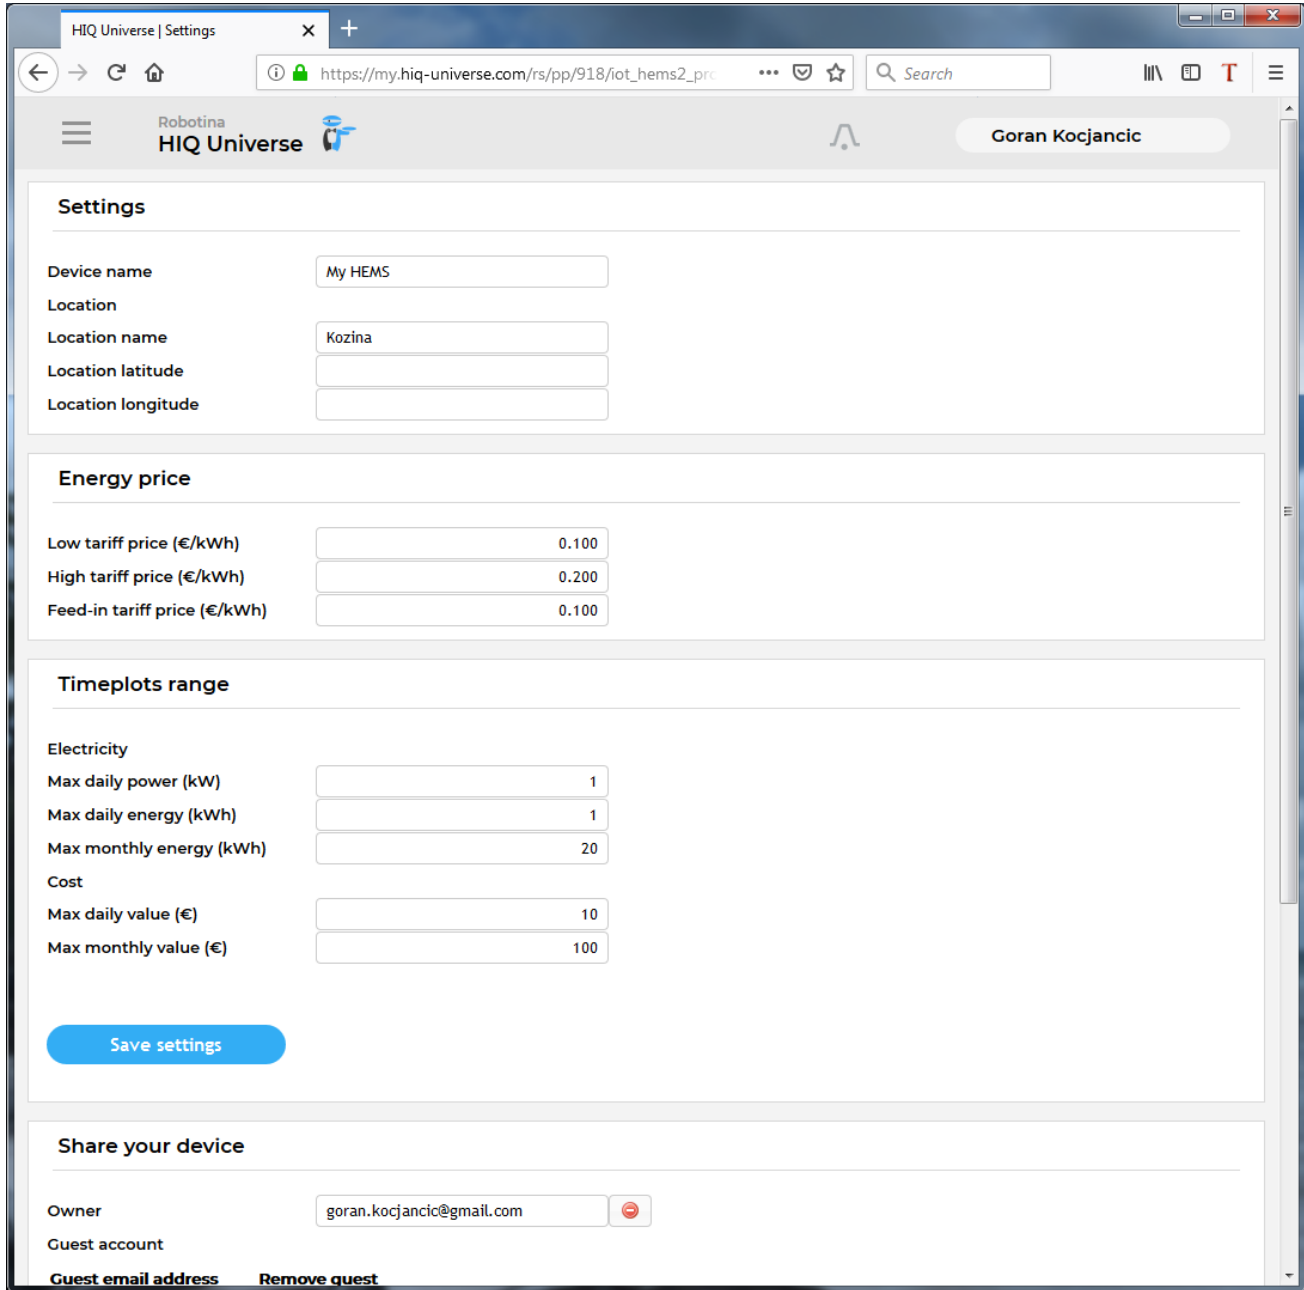 HIQ Universe | Settings
https://my.hiq-universe.com/rs/pp/918/iot_hems2_pro
Search
T
Robotina
HIQ Universe
Goran Kocjancic
Settings
Device name My HEMS
Location
Location name Kozina
Location latitude
Location longitude
Energy price
Low tariff price (€/kWh) 0.100
High tariff price (€/kWh) 0.200
Feed-in tariff price (€/kWh) 0.100
Timeplots range
Electricity
Max daily power (kW) 1
Max daily energy (kWh) 1
Max monthly energy (kWh) 20
Cost
Max daily value (€) 10
Max monthly value (€) 100
Save settings
Share your device
Owner goran.kocjancic@gmail.com
Guest account
Guest email address Remove guest